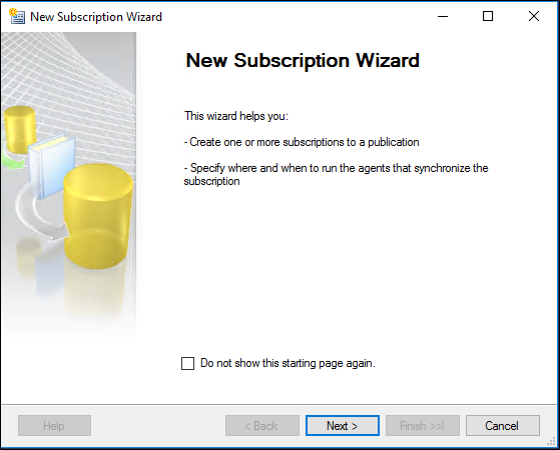 New Subscription Wizard
New Subscription Wizard
This wizard helps you:
- Create one or more subscriptions to a publication
- Specify where and when to run the agents that synchronize the
subscription
Do not show this starting page again.
Help
< Back
Next >
Finish >>|
Cancel